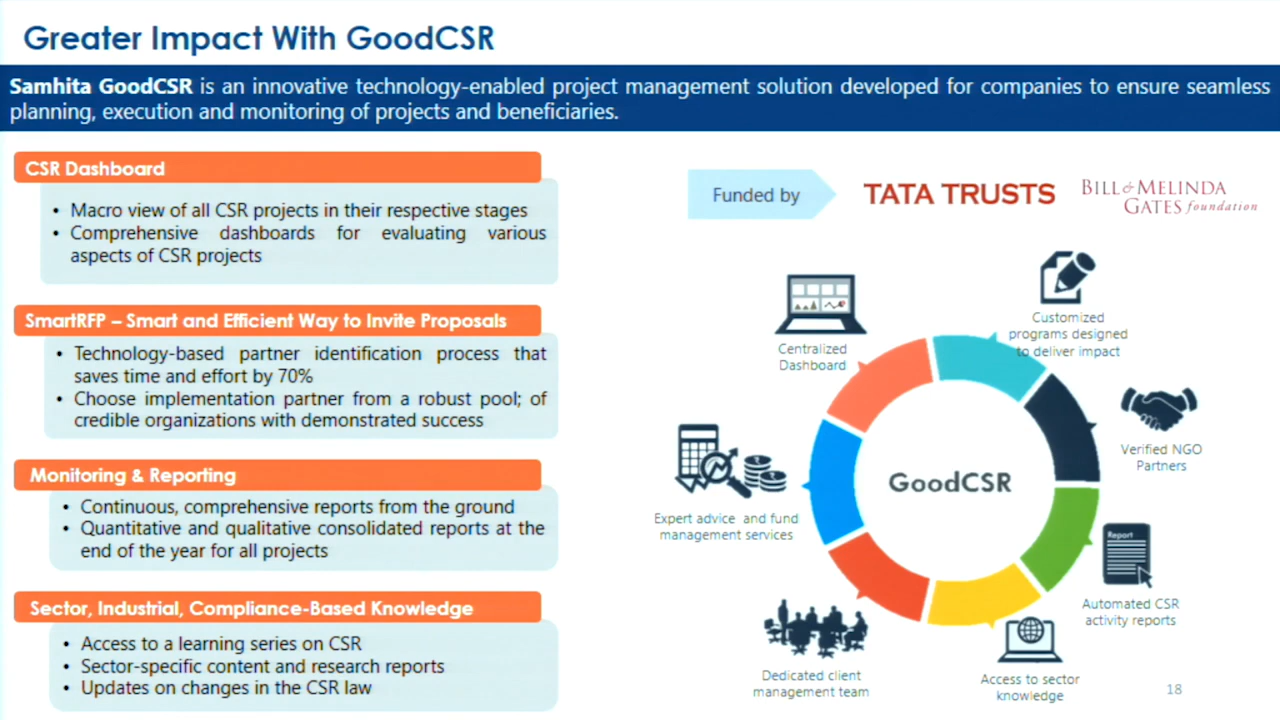 Greater Impact With GoodCSR
Samhita GoodCSR is an innovative technology-enabled project management solution developed for companies to ensure seamless
planning, execution and monitoring of projects and beneficiaries.
CSR Dashboard
• Macro view of all CSR projects in their respective stages
• Comprehensive dashboards for evaluating various
aspects of CSR projects
SmartRFP – Smart and Efficient Way to Invite Proposals
• Technology-based partner identification process that
saves time and effort by 70%
• Choose implementation partner from a robust pool; of
credible organizations with demonstrated success
Monitoring & Reporting
• Continuous, comprehensive reports from the ground
• Quantitative and qualitative consolidated reports at the
end of the year for all projects
Sector, Industrial, Compliance-Based Knowledge
• Access to a learning series on CSR
• Sector-specific content and research reports
• Updates on changes in the CSR law
Funded by
TATA TRUSTS
BILL & MELINDA
GATES foundation
Centralized
Dashboard
Customized
programs designed
to deliver impact
Verified NGO
Partners
GoodCSR
Expert advice and fund
management services
Report
Automated CSR
activity reports
Dedicated client
management team
Access to sector
knowledge
18